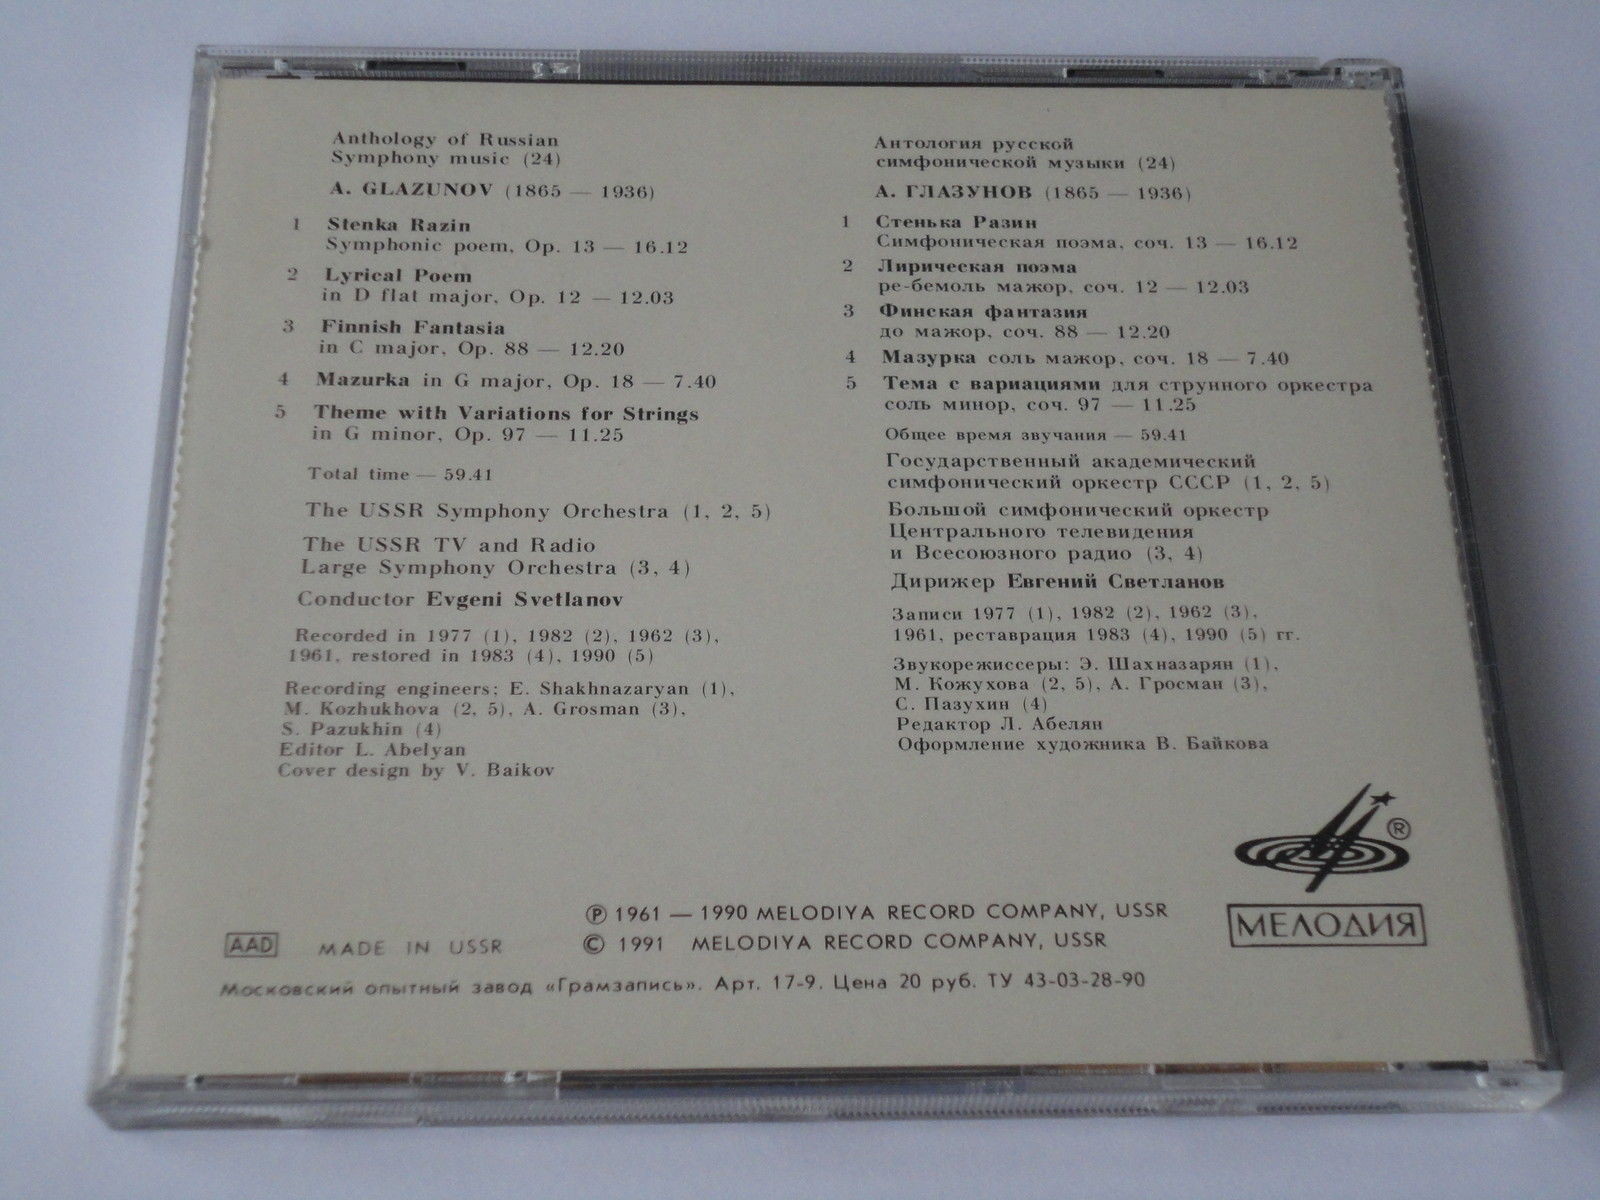 Anthology of Russian
Symphony music (24)
A. GLAZUNOV (1865 — 1936)
1 Stenka Razin
Symphonic poem, Op. 13 — 16.12
2 Lyrical Poem
in D flat major, Op. 12 — 12.03
3 Finnish Fantasia
in C major, Op. 88 — 12.20
4 Mazurka in G major, Op. 18 — 7.40
5 Theme with Variations for Strings
in G minor, Op. 97 — 11.25
Total time — 59.41
The USSR Symphony Orchestra (1, 2, 5)
The USSR TV and Radio
Large Symphony Orchestra (3, 4)
Conductor Evgeni Svetlanov
Recorded in 1977 (1), 1982 (2), 1962 (3),
1961, restored in 1983 (4), 1990 (5)
Recording engineers: E. Shakhnazaryan (1),
M. Kozhukhova (2, 5), A. Grosman (3),
S. Pazukhin (4)
Editor L. Abelyan
Cover design by V. Baikov
Антология русской
симфонической музыки (24)
А. ГЛАЗУНОВ (1865 — 1936)
1 Стенька Разин
Симфоническая поэма, соч. 13 — 16.12
2 Лирическая поэма
ре-бемоль мажор, соч. 12 — 12.03
3 Финская фантазия
до мажор, соч. 88 — 12.20
4 Мазурка соль мажор, соч. 18 — 7.40
5 Тема с вариациями для струнного оркестра
соль минор, соч. 97 — 11.25
Общее время звучания — 59.41
Государственный академический
симфонический оркестр СССР (1, 2, 5)
Большой симфонический оркестр
Центрального телевидения
и Всесоюзного радио (3, 4)
Дирижер Евгений Светланов
Записи 1977 (1), 1982 (2), 1962 (3),
1961, реставрация 1983 (4), 1990 (5) гг.
Звукорежиссеры: Э. Шахназарян (1),
М. Кожухова (2, 5), А. Гросман (3),
С. Пазухин (4)
Редактор Л. Абелян
Оформление художника В. Байкова
®
МЕЛОДИЯ
℗ 1961 — 1990 MELODIYA RECORD COMPANY, USSR
AAD MADE IN USSR © 1991 MELODIYA RECORD COMPANY, USSR
Московский опытный завод «Грамзапись». Арт. 17-9. Цена 20 руб. ТУ 43-03-28-90